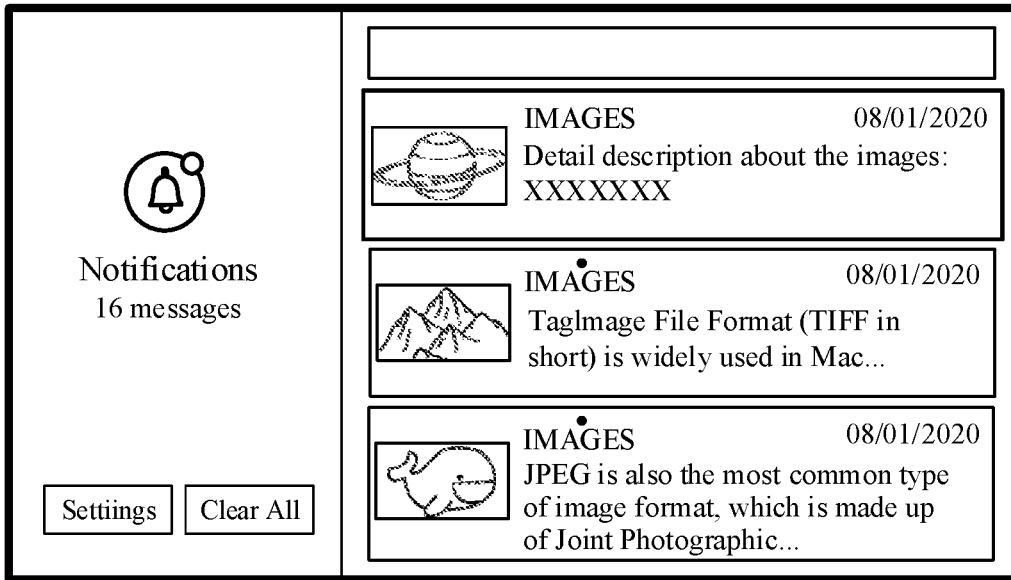 Notifications
16 messages
Settiings
Clear All
IMAGES
08/01/2020
Detail description about the images:
XXXXXXX
IMAGES
08/01/2020
TagImage File Format (TIFF in
short) is widely used in Mac...
IMAGES
08/01/2020
JPEG is also the most common type
of image format, which is made up
of Joint Photographic...